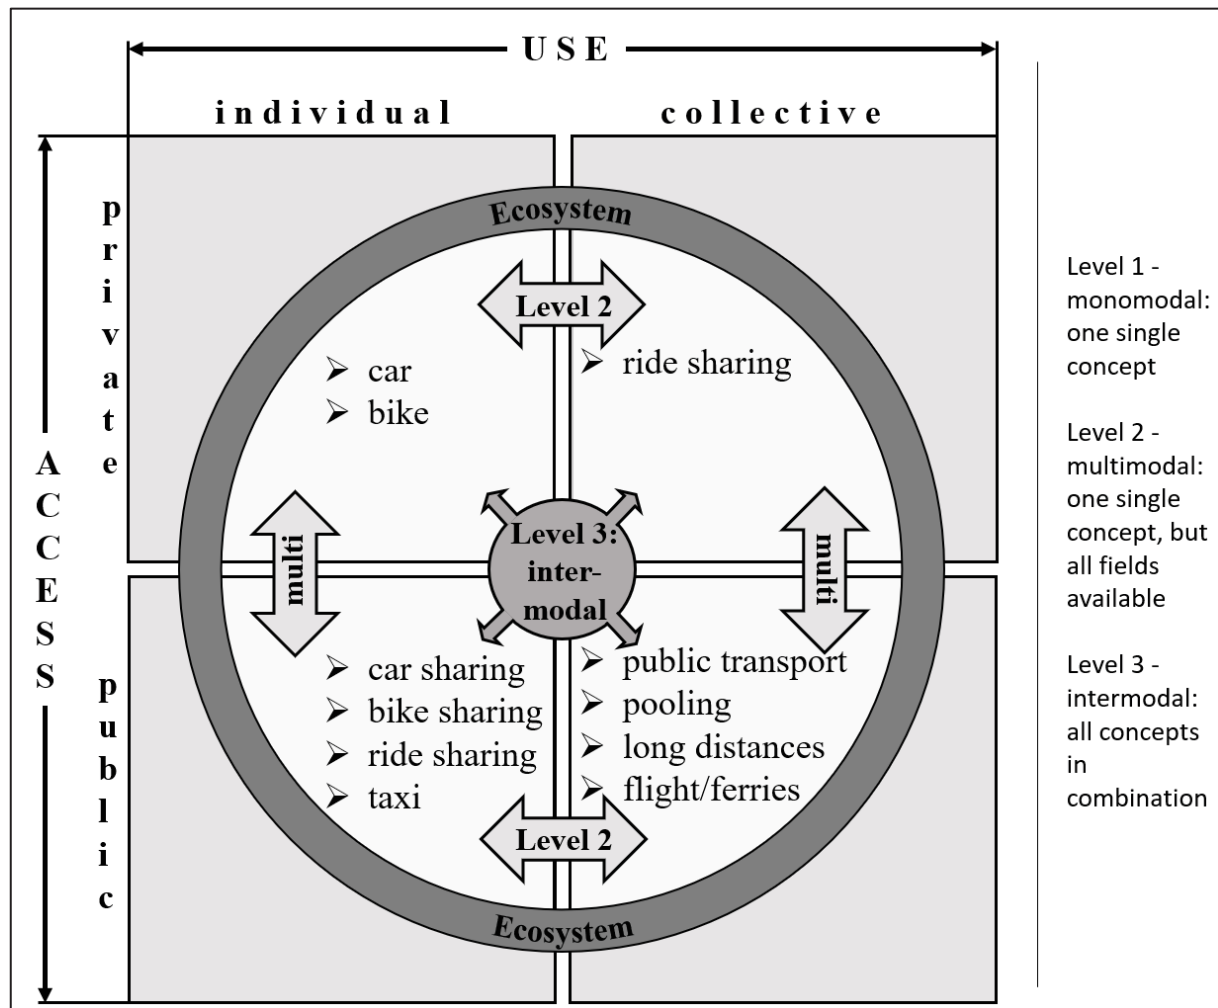 USE
individual
collective
ACCESS
private
public
Ecosystem
Level 2
car
bike
ride sharing
multi
Level 3:
inter-
modal
multi
car sharing
bike sharing
ride sharing
taxi
public transport
pooling
long distances
flight/ferries
Level 2
Ecosystem
Level 1 -
monomodal:
one single
concept
Level 2 -
multimodal:
one single
concept, but
all fields
available
Level 3 -
intermodal:
all concepts
in
combination